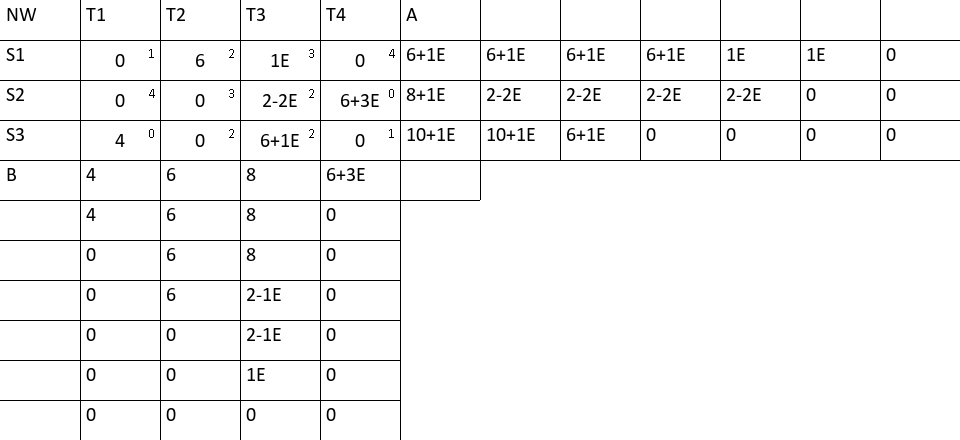 NW T1 T2 T3 T4 A
S1 0 1 6 2 1E 3 0 4 6+1E 6+1E 6+1E 6+1E 1E 1E 0
S2 0 4 0 3 2-2E 2 6+3E 0 8+1E 2-2E 2-2E 2-2E 2-2E 0 0
S3 4 0 0 2 6+1E 2 0 1 10+1E 10+1E 6+1E 0 0 0 0
B 4 6 8 6+3E
4 6 8 0
0 6 8 0
0 6 2-1E 0
0 0 2-1E 0
0 0 1E 0
0 0 0 0